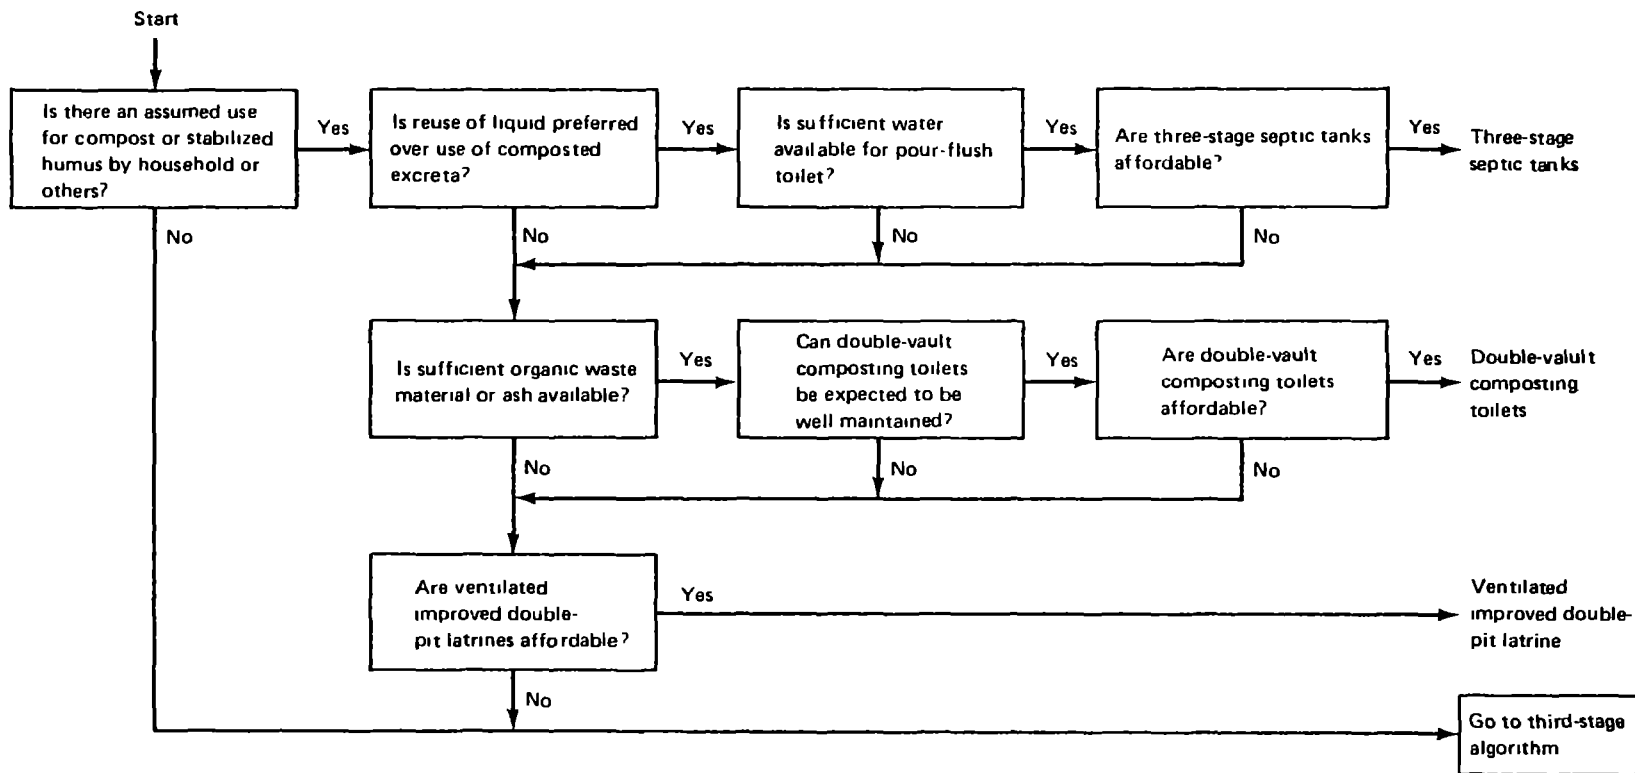 Start
Is there an assumed use
for compost or stabilized
humus by household or
others?
Yes
Is reuse of liquid preferred
over use of composted
excreta?
Yes
Is sufficient water
available for pour-flush
toilet?
Yes
Are three-stage septic tanks
affordable?
Yes
Three-stage
septic tanks
No
No
No
No
Is sufficient organic waste
material or ash available?
Yes
Can double-vault
composting toilets
be expected to be
well maintained?
Yes
Are double-vault
composting toilets
affordable?
Yes
Double-valult
composting
toilets
No
No
No
Are ventilated
improved double-
pit latrines affordable?
Yes
Ventilated
improved double-
pit latrine
No
Go to third-stage
algorithm